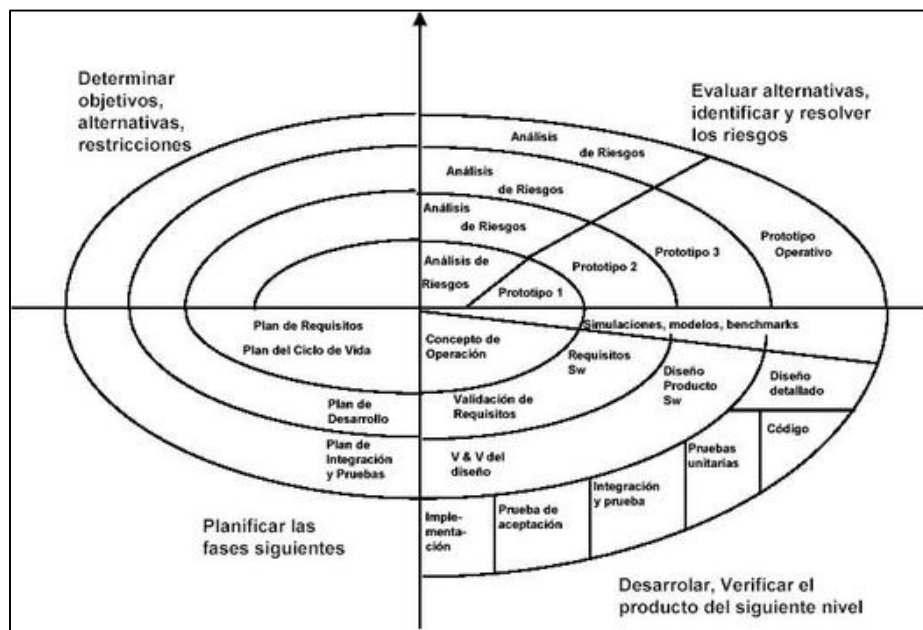 Determinar
objetivos,
alternativas,
restricciones
Evaluar alternativas,
identificar y resolver
los riesgos
Análisis
de Riesgos
Análisis
de Riesgos
Análisis
de Riesgos
Análisis de
Riesgos
Prototipo 1
Prototipo 2
Prototipo 3
Prototipo
Operativo
Simulaciones, modelos, benchmarks
Plan de Requisitos
Plan del Ciclo de Vida
Concepto de
Operación
Requisitos
Sw
Diseño
Producto
Sw
Diseño
detallado
Plan de
Desarrollo
Validación de
Requisitos
Código
Plan de
Integración
y Pruebas
V & V del
diseño
Pruebas
unitarias
Integración
y prueba
Prueba de
aceptación
Imple-
menta-
ción
Planificar las
fases siguientes
Desarrolar, Verificar el
producto del siguiente nivel